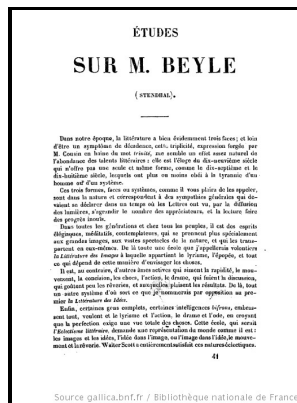 ÉTUDES
SUR M. BEYLE
(STENDHAL).
Dans notre époque, la littérature a bien évidemment trois faces; et loin
d'être un symptôme de décadence, cette triplicité, expression forgée par
M. Cousin en haine du mot trinité, me semble un effet assez naturel de
l'abondance des talents littéraires : elle est l'éloge du dix-neuvième siècle
qui n'offre pas une seule et même forme, comme le dix-septième et le
dix-huitième siècle, lesquels ont plus ou moins obéi à la tyrannie d'un
homme ou d'un système.
Ces trois formes, faces ou systèmes, comme il vous plaira de les appeler,
sont dans la nature et correspondent à des sympathies générales qui de-
vaient se déclarer dans un temps où les Lettres ont vu, par la diffusion
des lumières, s'agrandir le nombre des appréciateurs, et la lecture faire
des progrès inouïs.
Dans toutes les générations et chez tous les peuples, il est des esprits
élégiaques, méditatifs, contemplateurs, qui se prennent plus spécialement
aux grandes images, aux vastes spectacles de la nature, et qui les trans-
portent en eux-mêmes. De là toute une école que j'appellerais volontiers
la Littérature des Images à laquelle appartient le lyrisme, l'épopée, et tout
ce qui dépend de cette manière d'envisager les choses.
Il est, au contraire, d'autres âmes actives qui aiment la rapidité, le mou-
vement, la concision, les chocs, l'action, le drame, qui fuient la discussion,
qui goûtent peu les rêveries, et auxquelles plaisent les résultats. De là, tout
un autre système d'où sort ce que je nommerais par opposition au pre-
mier la Littérature des Idées.
Enfin, certaines gens complets, certaines intelligences bifrons, embras-
sent tout, veulent et le lyrisme et l'action, le drame et l'ode, en croyant
que la perfection exige une vue totale des choses. Cette école, qui serait
l'Éclectisme littéraire, demande une représentation du monde comme il est :
les images et les idées, l'idée dans l'image, ou l'image dans l'idée, le mouve-
ment et la rêverie. Walter Scott a entièrement satisfait ces natures éclectiques.
41
Source gallica.bnf.fr / Bibliothèque nationale de France